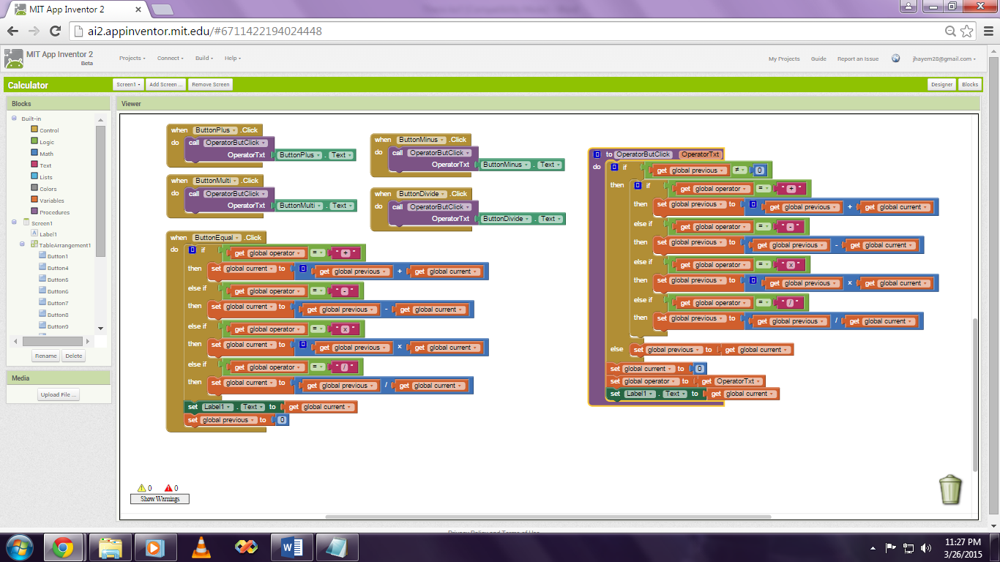 MIT App Inventor 2
ai2.appinventor.mit.edu/#6711422194024448
MIT App Inventor 2
Beta
Projects Connect Build Help
My Projects Guide Report an Issue jhayem28@gmail.com
Calculator
Screen1 Add Screen ... Remove Screen
Designer Blocks
Blocks
Built-in
Control
Logic
Math
Text
Lists
Colors
Variables
Procedures
Screen1
Label1
TableArrangement1
Button1
Button4
Button5
Button6
Button7
Button8
Button9
Rename Delete
Media
Upload File ...
Viewer
when ButtonPlus .Click
do call OperatorButClick
OperatorTxt ButtonPlus . Text
when ButtonMulti .Click
do call OperatorButClick
OperatorTxt ButtonMulti . Text
when ButtonMinus .Click
do call OperatorButClick
OperatorTxt ButtonMinus . Text
when ButtonDivide .Click
do call OperatorButClick
OperatorTxt ButtonDivide . Text
when ButtonEqual .Click
do if get global operator = " + "
then set global current to get global previous + get global current
else if get global operator = " - "
then set global current to get global previous - get global current
else if get global operator = " x "
then set global current to get global previous × get global current
else if get global operator = " / "
then set global current to get global previous / get global current
set Label1 . Text to get global current
set global previous to 0
to OperatorButClick OperatorTxt
do if get global previous ≠ 0
then if get global operator = " + "
then set global previous to get global previous + get global current
else if get global operator = " - "
then set global previous to get global previous - get global current
else if get global operator = " x "
then set global previous to get global previous × get global current
else if get global operator = " / "
then set global previous to get global previous / get global current
else set global previous to get global current
set global current to 0
set global operator to get OperatorTxt
set Label1 . Text to get global current
0 0
Show Warnings
Privacy Policy and Terms of Use
11:27 PM
3/26/2015